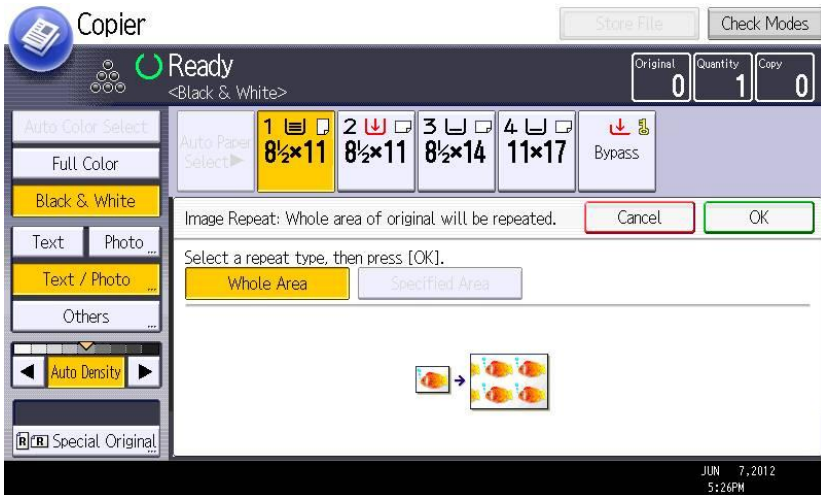 Copier
Store File
Check Modes
Ready
<Black & White>
Original
0
Quantity
1
Copy
0
Auto Color Select
Full Color
Black & White
Text
Photo
Text / Photo
Others
Auto Density
R R Special Original
Auto Paper
Select▶
1
8½×11
2
8½×11
3
8½×14
4
11×17
Bypass
Image Repeat: Whole area of original will be repeated.
Cancel
OK
Select a repeat type, then press [OK].
Whole Area
Specified Area
JUN 7,2012
5:26PM